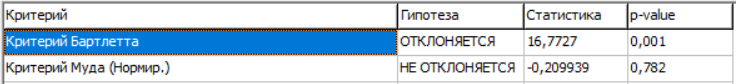 Критерий Гипотеза Статистика p-value
Критерий Бартлетта ОТКЛОНЯЕТСЯ 16,7727 0,001
Критерий Муда (Нормир.) НЕ ОТКЛОНЯЕТСЯ -0,209939 0,782